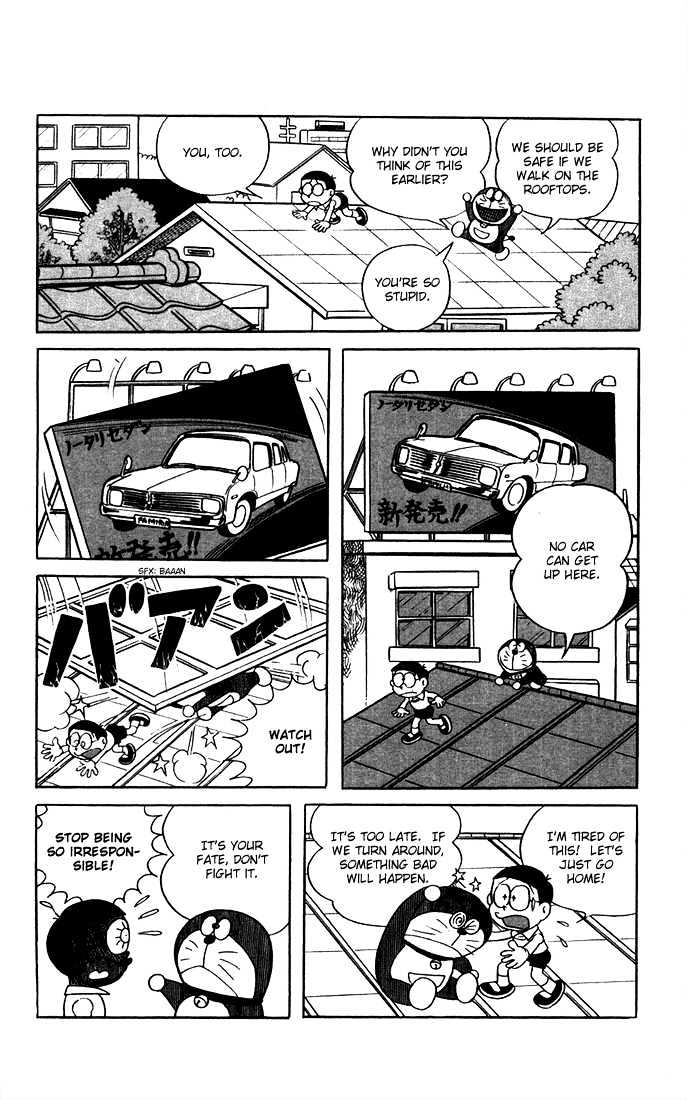 WE SHOULD BE
SAFE IF WE
WALK ON THE
ROOFTOPS.
WHY DIDN'T YOU
THINK OF THIS
EARLIER?
YOU'RE SO
STUPID.
YOU, TOO.
ノータリセダン
新発売!!
NO CAR
CAN GET
UP HERE.
ノータリセダン
FAMIRI
新発売!!
SFX: BAAAN
バアン
WATCH
OUT!
I'M TIRED OF
THIS! LET'S
JUST GO
HOME!
IT'S TOO LATE. IF
WE TURN AROUND,
SOMETHING BAD
WILL HAPPEN.
IT'S YOUR
FATE, DON'T
FIGHT IT.
STOP BEING
SO IRRESPON-
SIBLE!